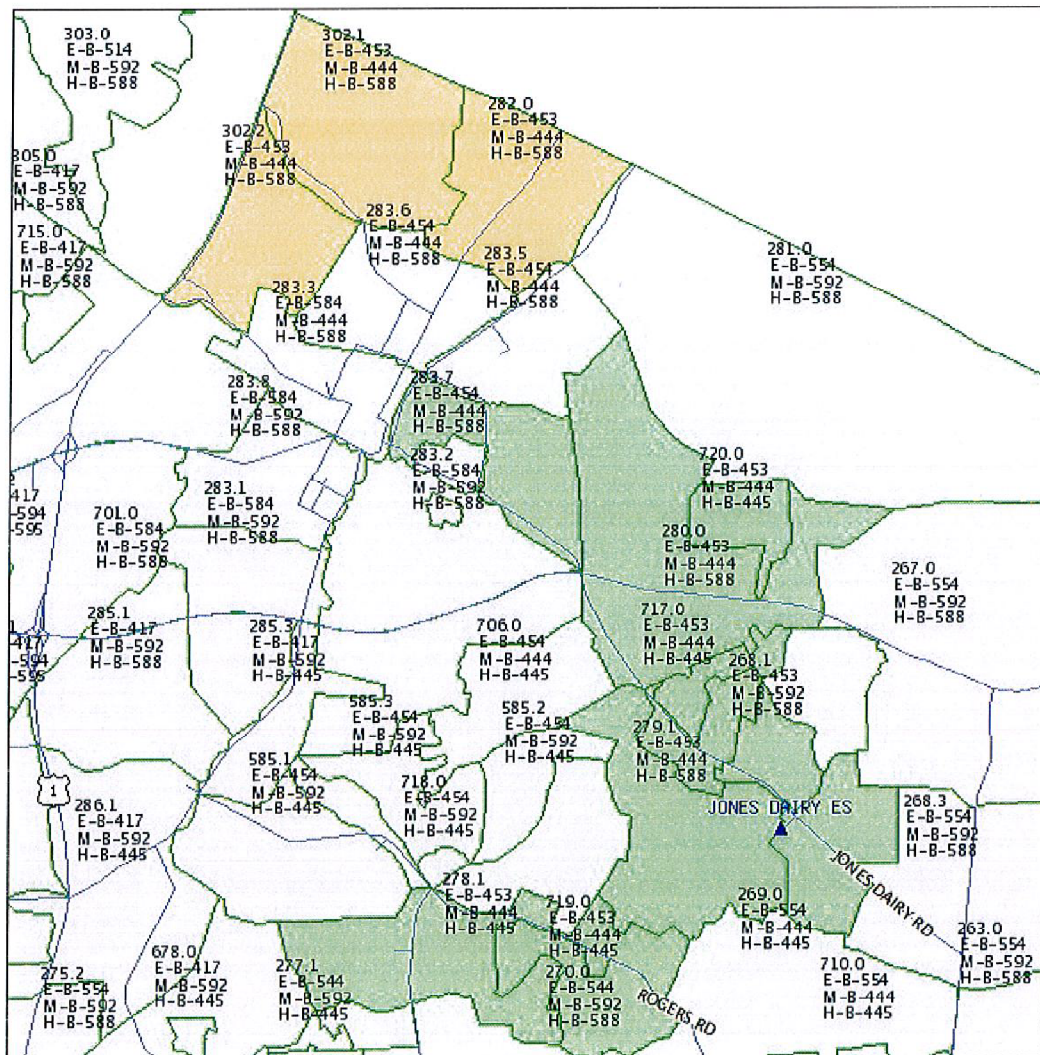 303.0
E-B-514
M-B-592
H-B-588
302.1
E-B-453
M-B-444
H-B-588
282.0
E-B-453
M-B-444
H-B-588
302.2
E-B-453
M-B-444
H-B-588
305.0
E-B-417
M-B-592
H-B-588
715.0
E-B-417
M-B-592
H-B-588
283.6
E-B-454
M-B-444
H-B-588
283.5
E-B-454
M-B-444
H-B-588
281.0
E-B-554
M-B-592
H-B-588
283.3
E-B-584
M-B-444
H-B-588
283.8
E-B-584
M-B-592
H-B-588
283.7
E-B-454
M-B-444
H-B-588
283.2
E-B-584
M-B-592
H-B-588
720.0
E-B-453
M-B-444
H-B-445
417
-594
-595
283.1
E-B-584
M-B-592
H-B-588
701.0
E-B-584
M-B-592
H-B-588
280.0
E-B-453
M-B-444
H-B-588
267.0
E-B-554
M-B-592
H-B-588
285.1
E-B-417
M-B-592
H-B-588
-417
-594
-595
285.3
E-B-417
M-B-592
H-B-445
706.0
E-B-454
M-B-444
H-B-445
717.0
E-B-453
M-B-444
H-B-445
268.1
E-B-453
M-B-592
H-B-588
585.3
E-B-454
M-B-592
H-B-445
585.2
E-B-454
M-B-592
H-B-445
279.1
E-B-453
M-B-444
H-B-588
585.1
E-B-454
M-B-592
H-B-445
718.0
E-B-454
M-B-592
H-B-445
1
286.1
E-B-417
M-B-592
H-B-445
JONES DAIRY ES
268.3
E-B-554
M-B-592
H-B-588
JONES DAIRY RD
278.1
E-B-453
M-B-444
H-B-445
719.0
E-B-453
M-B-444
H-B-445
269.0
E-B-554
M-B-444
H-B-445
263.0
E-B-554
M-B-592
H-B-588
275.2
E-B-554
M-B-592
H-B-588
678.0
E-B-417
M-B-592
H-B-445
277.1
E-B-544
M-B-592
H-B-445
270.0
E-B-544
M-B-592
H-B-588
ROGERS RD
710.0
E-B-554
M-B-444
H-B-445